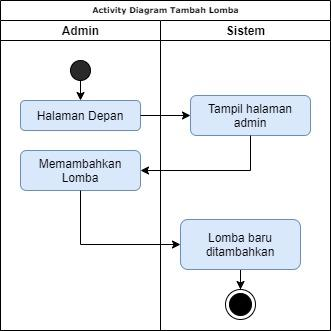 Activity Diagram Tambah Lomba
Admin
Sistem
Halaman Depan
Tampil halaman
admin
Memambahkan
Lomba
Lomba baru
ditambahkan